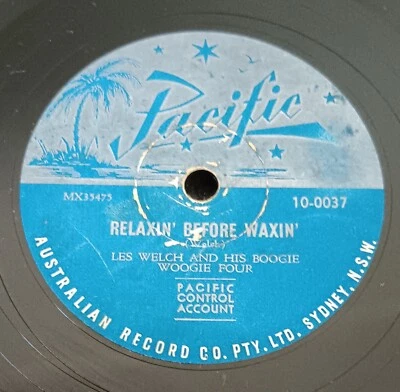 Pacific
MX35475
10-0037
RELAXIN' BEFORE WAXIN'
(Welch)
LES WELCH AND HIS BOOGIE
WOOGIE FOUR
PACIFIC
CONTROL
ACCOUNT
AUSTRALIAN RECORD CO. PTY. LTD. SYDNEY, N.S.W.